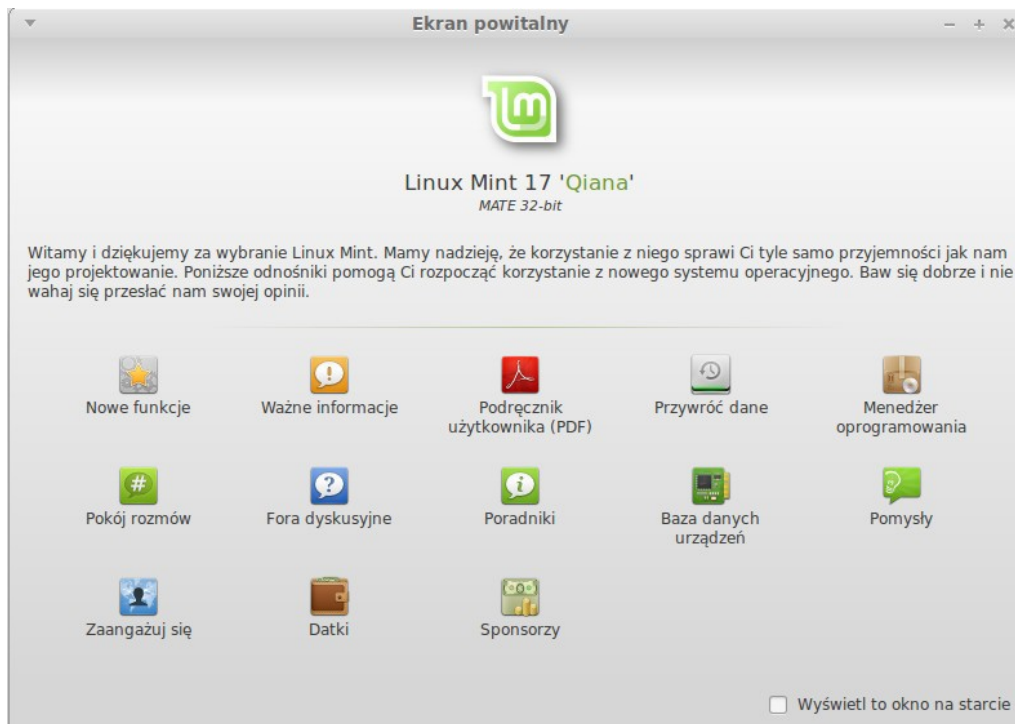 Ekran powitalny
lm
Linux Mint 17 'Qiana'
MATE 32-bit
Witamy i dziękujemy za wybranie Linux Mint. Mamy nadzieję, że korzystanie z niego sprawi Ci tyle samo przyjemności jak nam
jego projektowanie. Poniższe odnośniki pomogą Ci rozpocząć korzystanie z nowego systemu operacyjnego. Baw się dobrze i nie
wahaj się przesłać nam swojej opinii.
Nowe funkcje
Ważne informacje
Podręcznik
użytkownika (PDF)
Przywróć dane
Menedżer
oprogramowania
Pokój rozmów
Fora dyskusyjne
Poradniki
Baza danych
urządzeń
Pomysły
Zaangażuj się
Datki
Sponsorzy
Wyświetl to okno na starcie